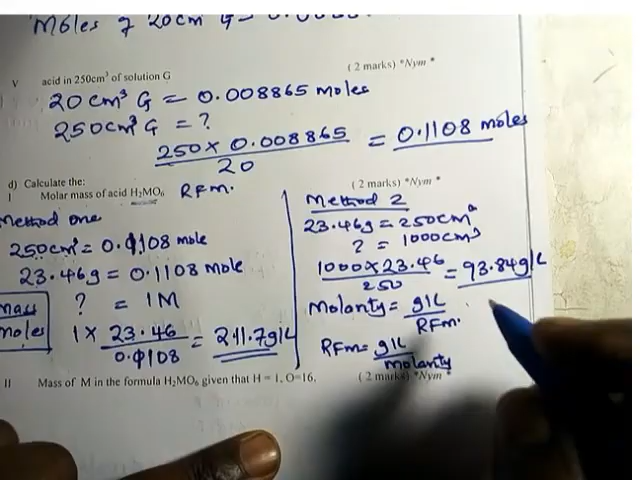 Moles of 20cm G = 0.0088
( 2 marks) *Nym *
V acid in 250cm³ of solution G
20cm³ G = 0.008865 moles
250cm³ G = ?
250 x 0.008865 / 20 = 0.1108 moles
d) Calculate the: ( 2 marks) *Nym *
I Molar mass of acid H₂MO₆ RFm.
Method one
250cm³ = 0.1108 mole
23.46g = 0.1108 mole
? = 1M
mass
moles
1 x 23.46 / 0.1108 = 211.7g/L
Method 2
23.46g = 250cm³
? = 1000cm³
1000 x 23.46 / 250 = 93.84g/L
Molarity = g/L / RFm.
RFm = g/L / molarity
II Mass of M in the formula H₂MO₆ given that H = 1, O=16, ( 2 marks) *Nym *